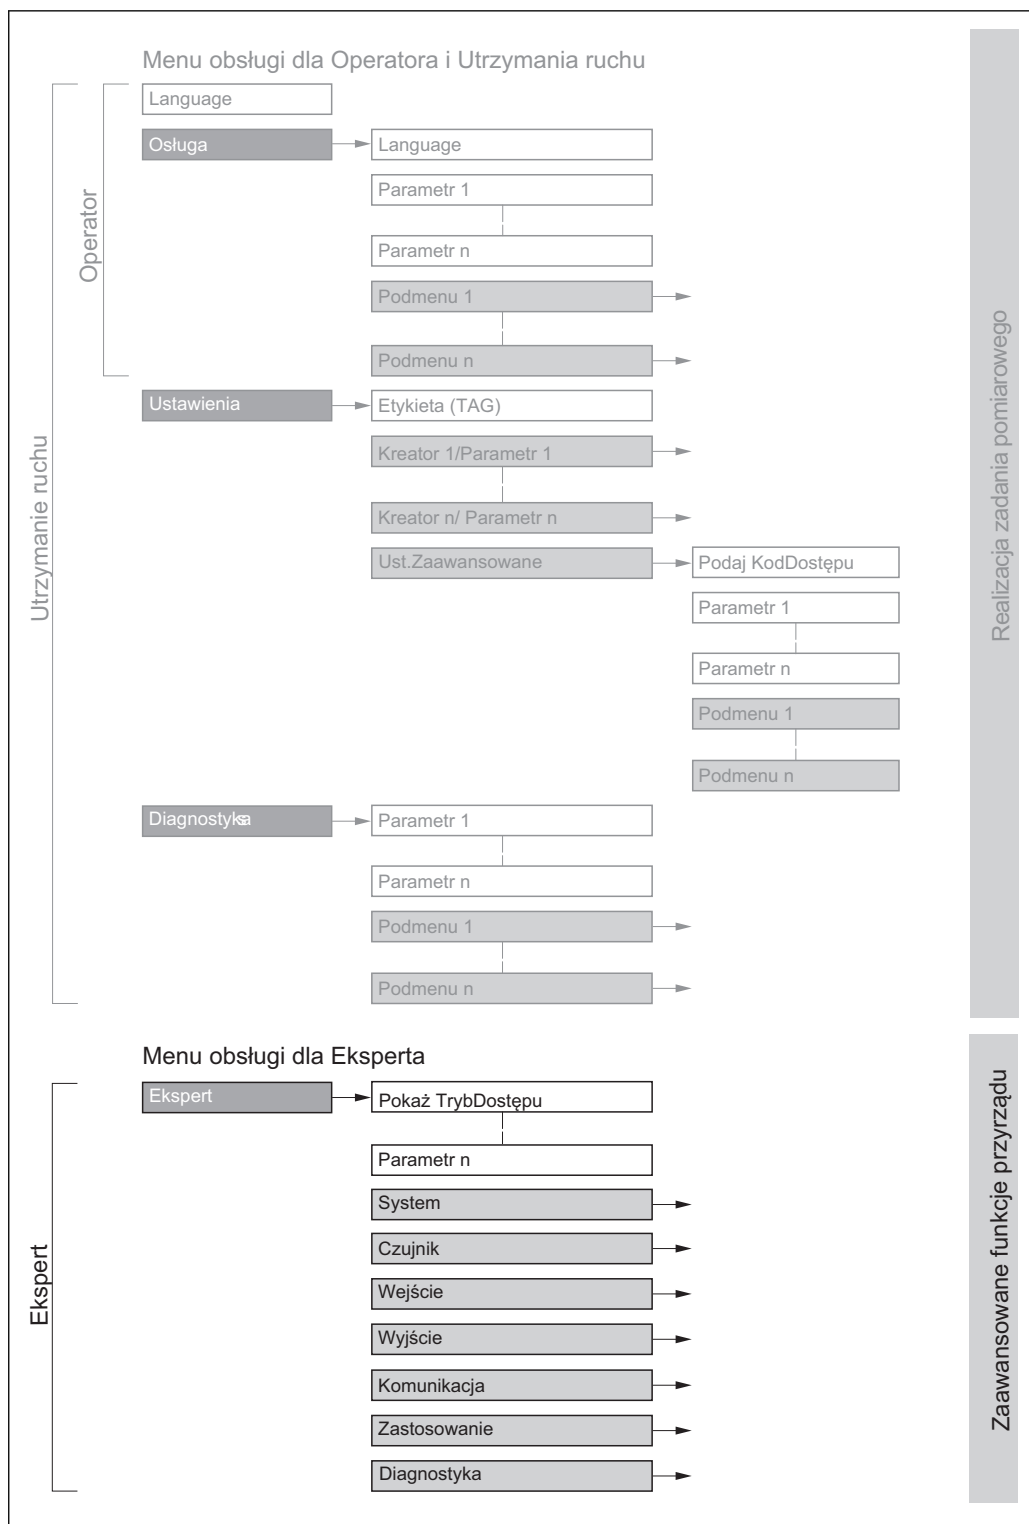 Menu obsługi dla Operatora i Utrzymania ruchu
Language
Osługa
Language
Parametr 1
Parametr n
Podmenu 1
Podmenu n
Operator
Ustawienia
Etykieta (TAG)
Kreator 1/Parametr 1
Kreator n/ Parametr n
Ust.Zaawansowane
Podaj KodDostępu
Parametr 1
Parametr n
Podmenu 1
Podmenu n
Diagnostyka
Parametr 1
Parametr n
Podmenu 1
Podmenu n
Utrzymanie ruchu
Realizacja zadania pomiarowego
Menu obsługi dla Eksperta
Ekspert
Pokaż TrybDostępu
Parametr n
System
Czujnik
Wejście
Wyjście
Komunikacja
Zastosowanie
Diagnostyka
Ekspert
Zaawansowane funkcje przyrządu